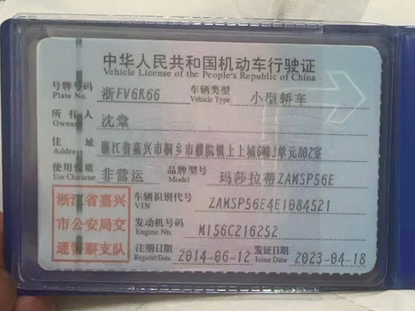 中华人民共和国机动车行驶证
Vehicle License of the People's Republic of China
号牌号码 浙FV6K66 车辆类型 小型轿车
Plate No. Vehicle Type
所有人 沈棠
Owner
住址 浙江省嘉兴市桐乡市濮院镇上上城6幢3单元802室
Address
使用性质 非营运 品牌型号 玛莎拉蒂ZAMSP56E
Use Character Model
浙江省嘉兴
市公安局交
通警察支队
车辆识别代号 ZAMSP56E4E1084521
VIN
发动机号码 M156C216252
Engine No.
注册日期 2014-06-12 发证日期 2023-04-18
Register Date Issue Date